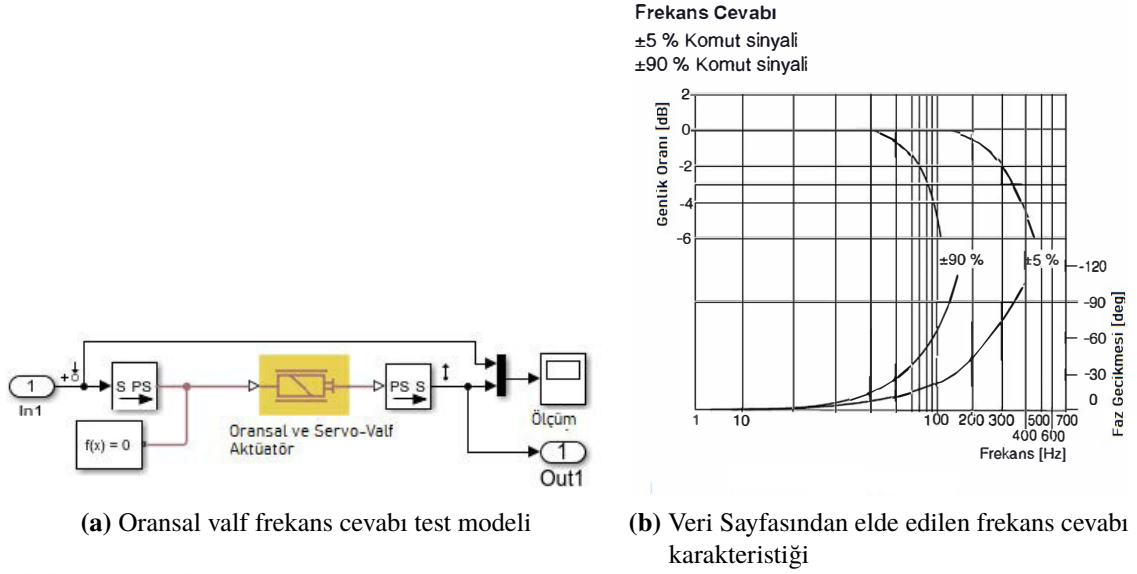 1
In1
S PS
f(x) = 0
Oransal ve Servo-Valf
Aktüatör
PS S
Ölçüm
1
Out1
(a) Oransal valf frekans cevabı test modeli
Frekans Cevabı
±5 % Komut sinyali
±90 % Komut sinyali
Genlik Oranı [dB]
2
0
-2
-4
-6
±90 %
±5 %
-120
-90
-60
-30
0
Faz Gecikmesi [deg]
1
10
100
200
300
400
500
600
700
Frekans [Hz]
(b) Veri Sayfasından elde edilen frekans cevabı
karakteristiği